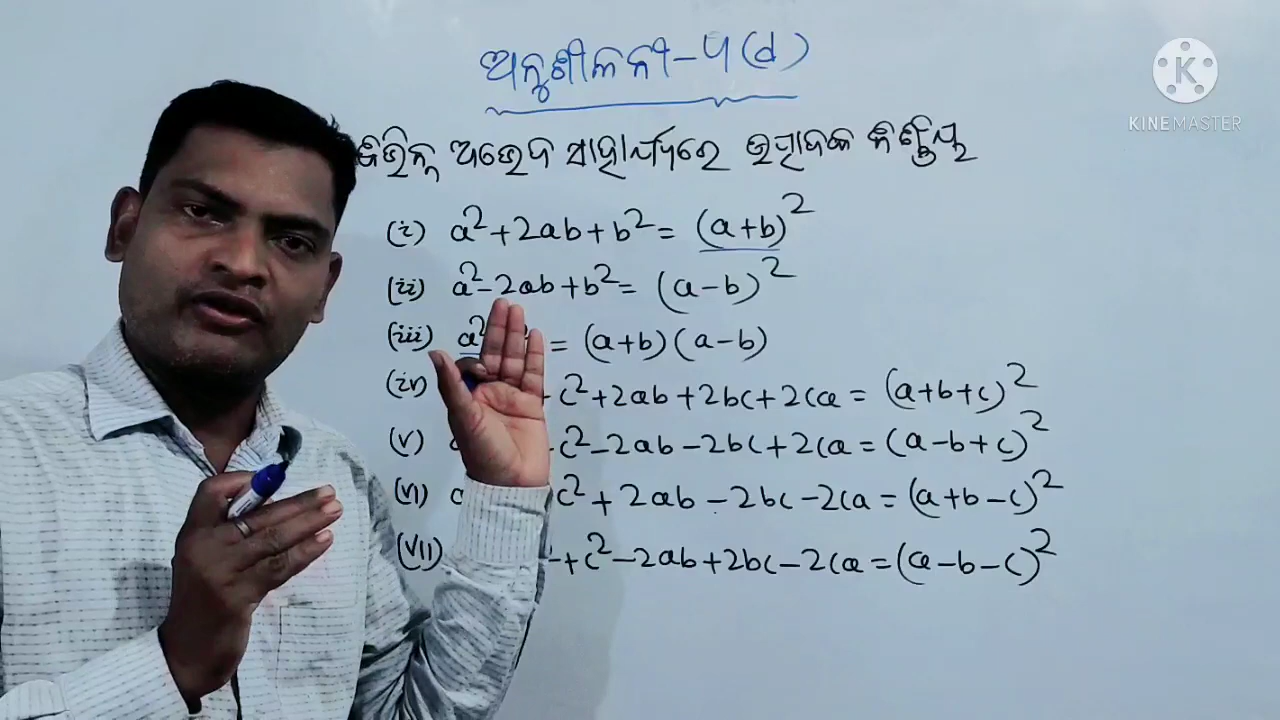 ଅନୁଶୀଳନୀ-୪(d)
KINEMASTER
ବିଭିନ୍ନ ଅଭେଦ ସାହାର୍ଯ୍ୟରେ ଉତ୍ପାଦକ ନିର୍ଣ୍ଣୟ
(i) a²+2ab+b²= (a+b)²
(ii) a²-2ab+b²= (a-b)²
(iii) a² = (a+b)(a-b)
(iv) c²+2ab+2bc+2ca = (a+b+c)²
(v) c²-2ab-2bc+2ca = (a-b+c)²
(VI) c²+2ab-2bc-2ca = (a+b-c)²
(VII) +c²-2ab+2bc-2ca = (a-b-c)²